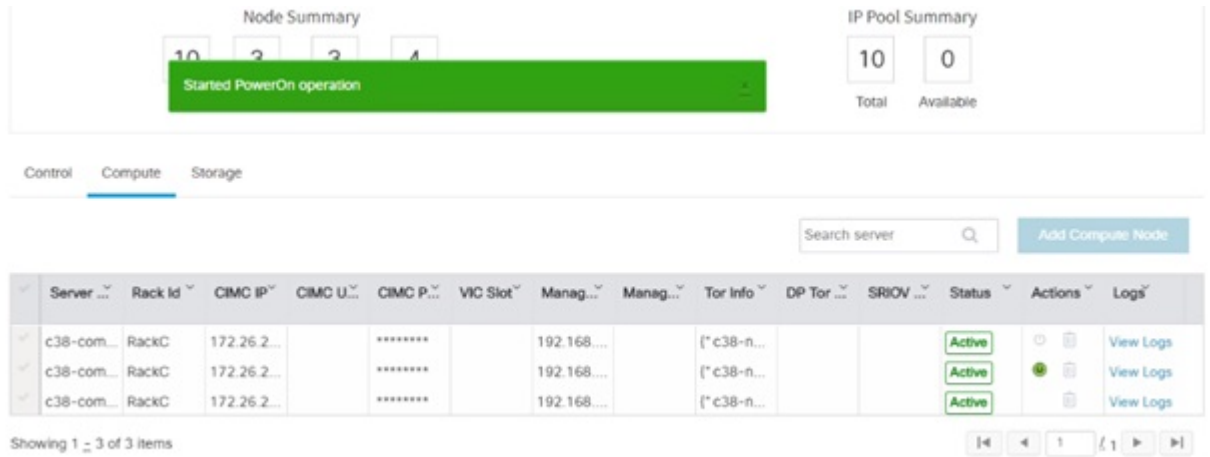 Node Summary
IP Pool Summary
10 3 3 4
10 0
Started PowerOn operation
Total Available
Control Compute Storage
Search server
Add Compute Node
Server ... Rack Id CIMC IP CIMC U... CIMC P... VIC Slot Manag... Manag... Tor Info DP Tor ... SRIOV ... Status Actions Logs
c38-com... RackC 172.26.2... ******** 192.168.... {"c38-n... Active View Logs
c38-com... RackC 172.26.2... ******** 192.168.... {"c38-n... Active View Logs
c38-com... RackC 172.26.2... ******** 192.168.... {"c38-n... Active View Logs
Showing 1 - 3 of 3 items
1 / 1